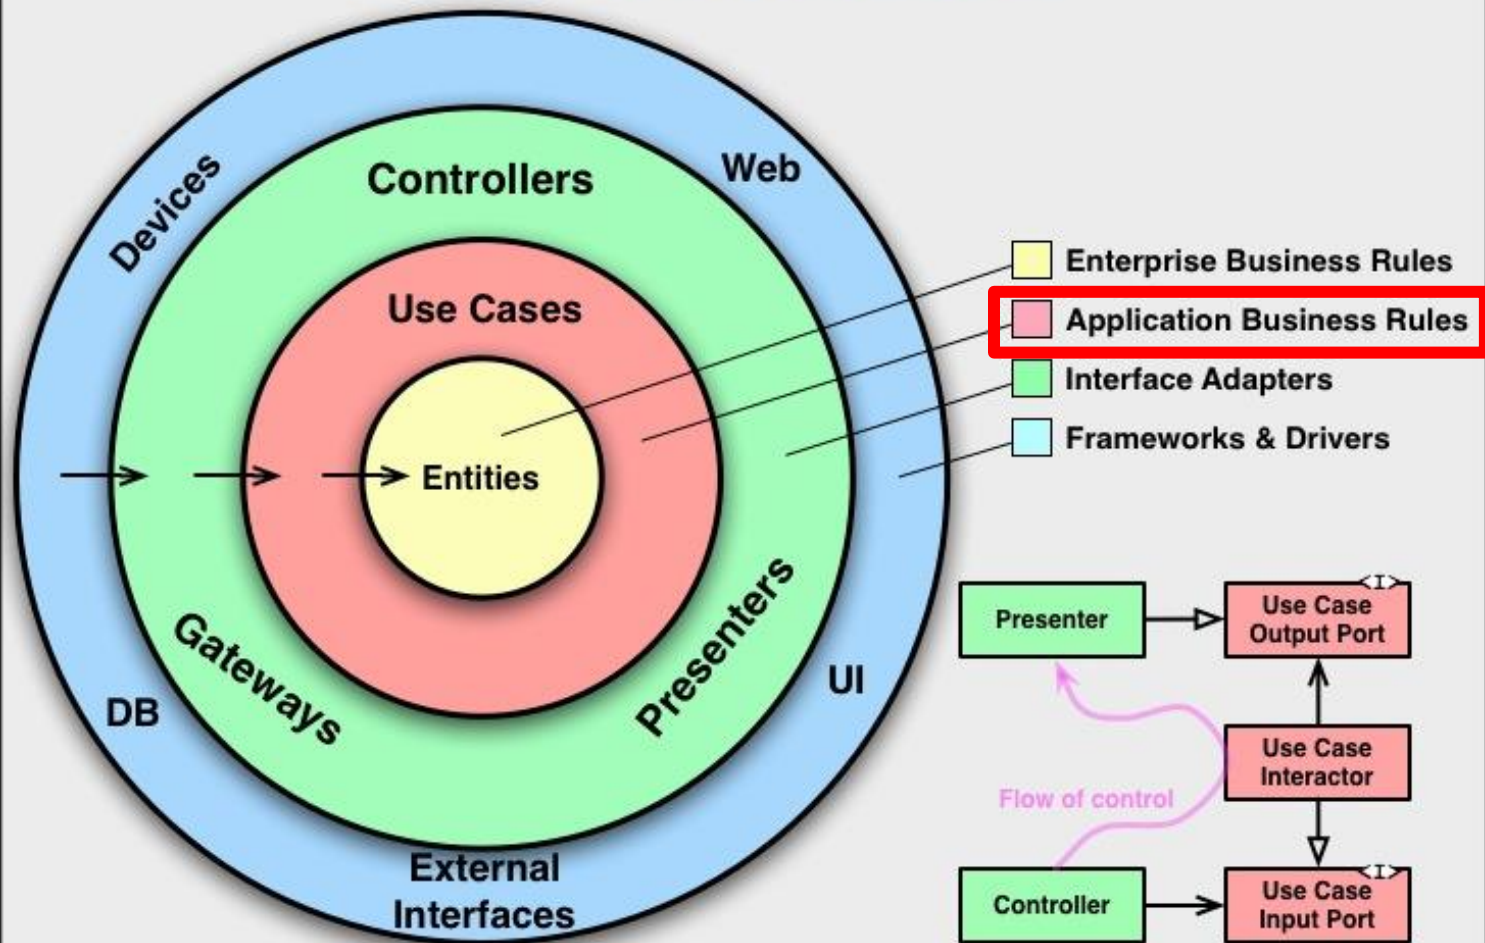 Devices
Controllers
Web
Use Cases
Entities
Gateways
Presenters
DB
UI
External
Interfaces
Enterprise Business Rules
Application Business Rules
Interface Adapters
Frameworks & Drivers
Presenter
<I>
Use Case
Output Port
Use Case
Interactor
Flow of control
Controller
<I>
Use Case
Input Port